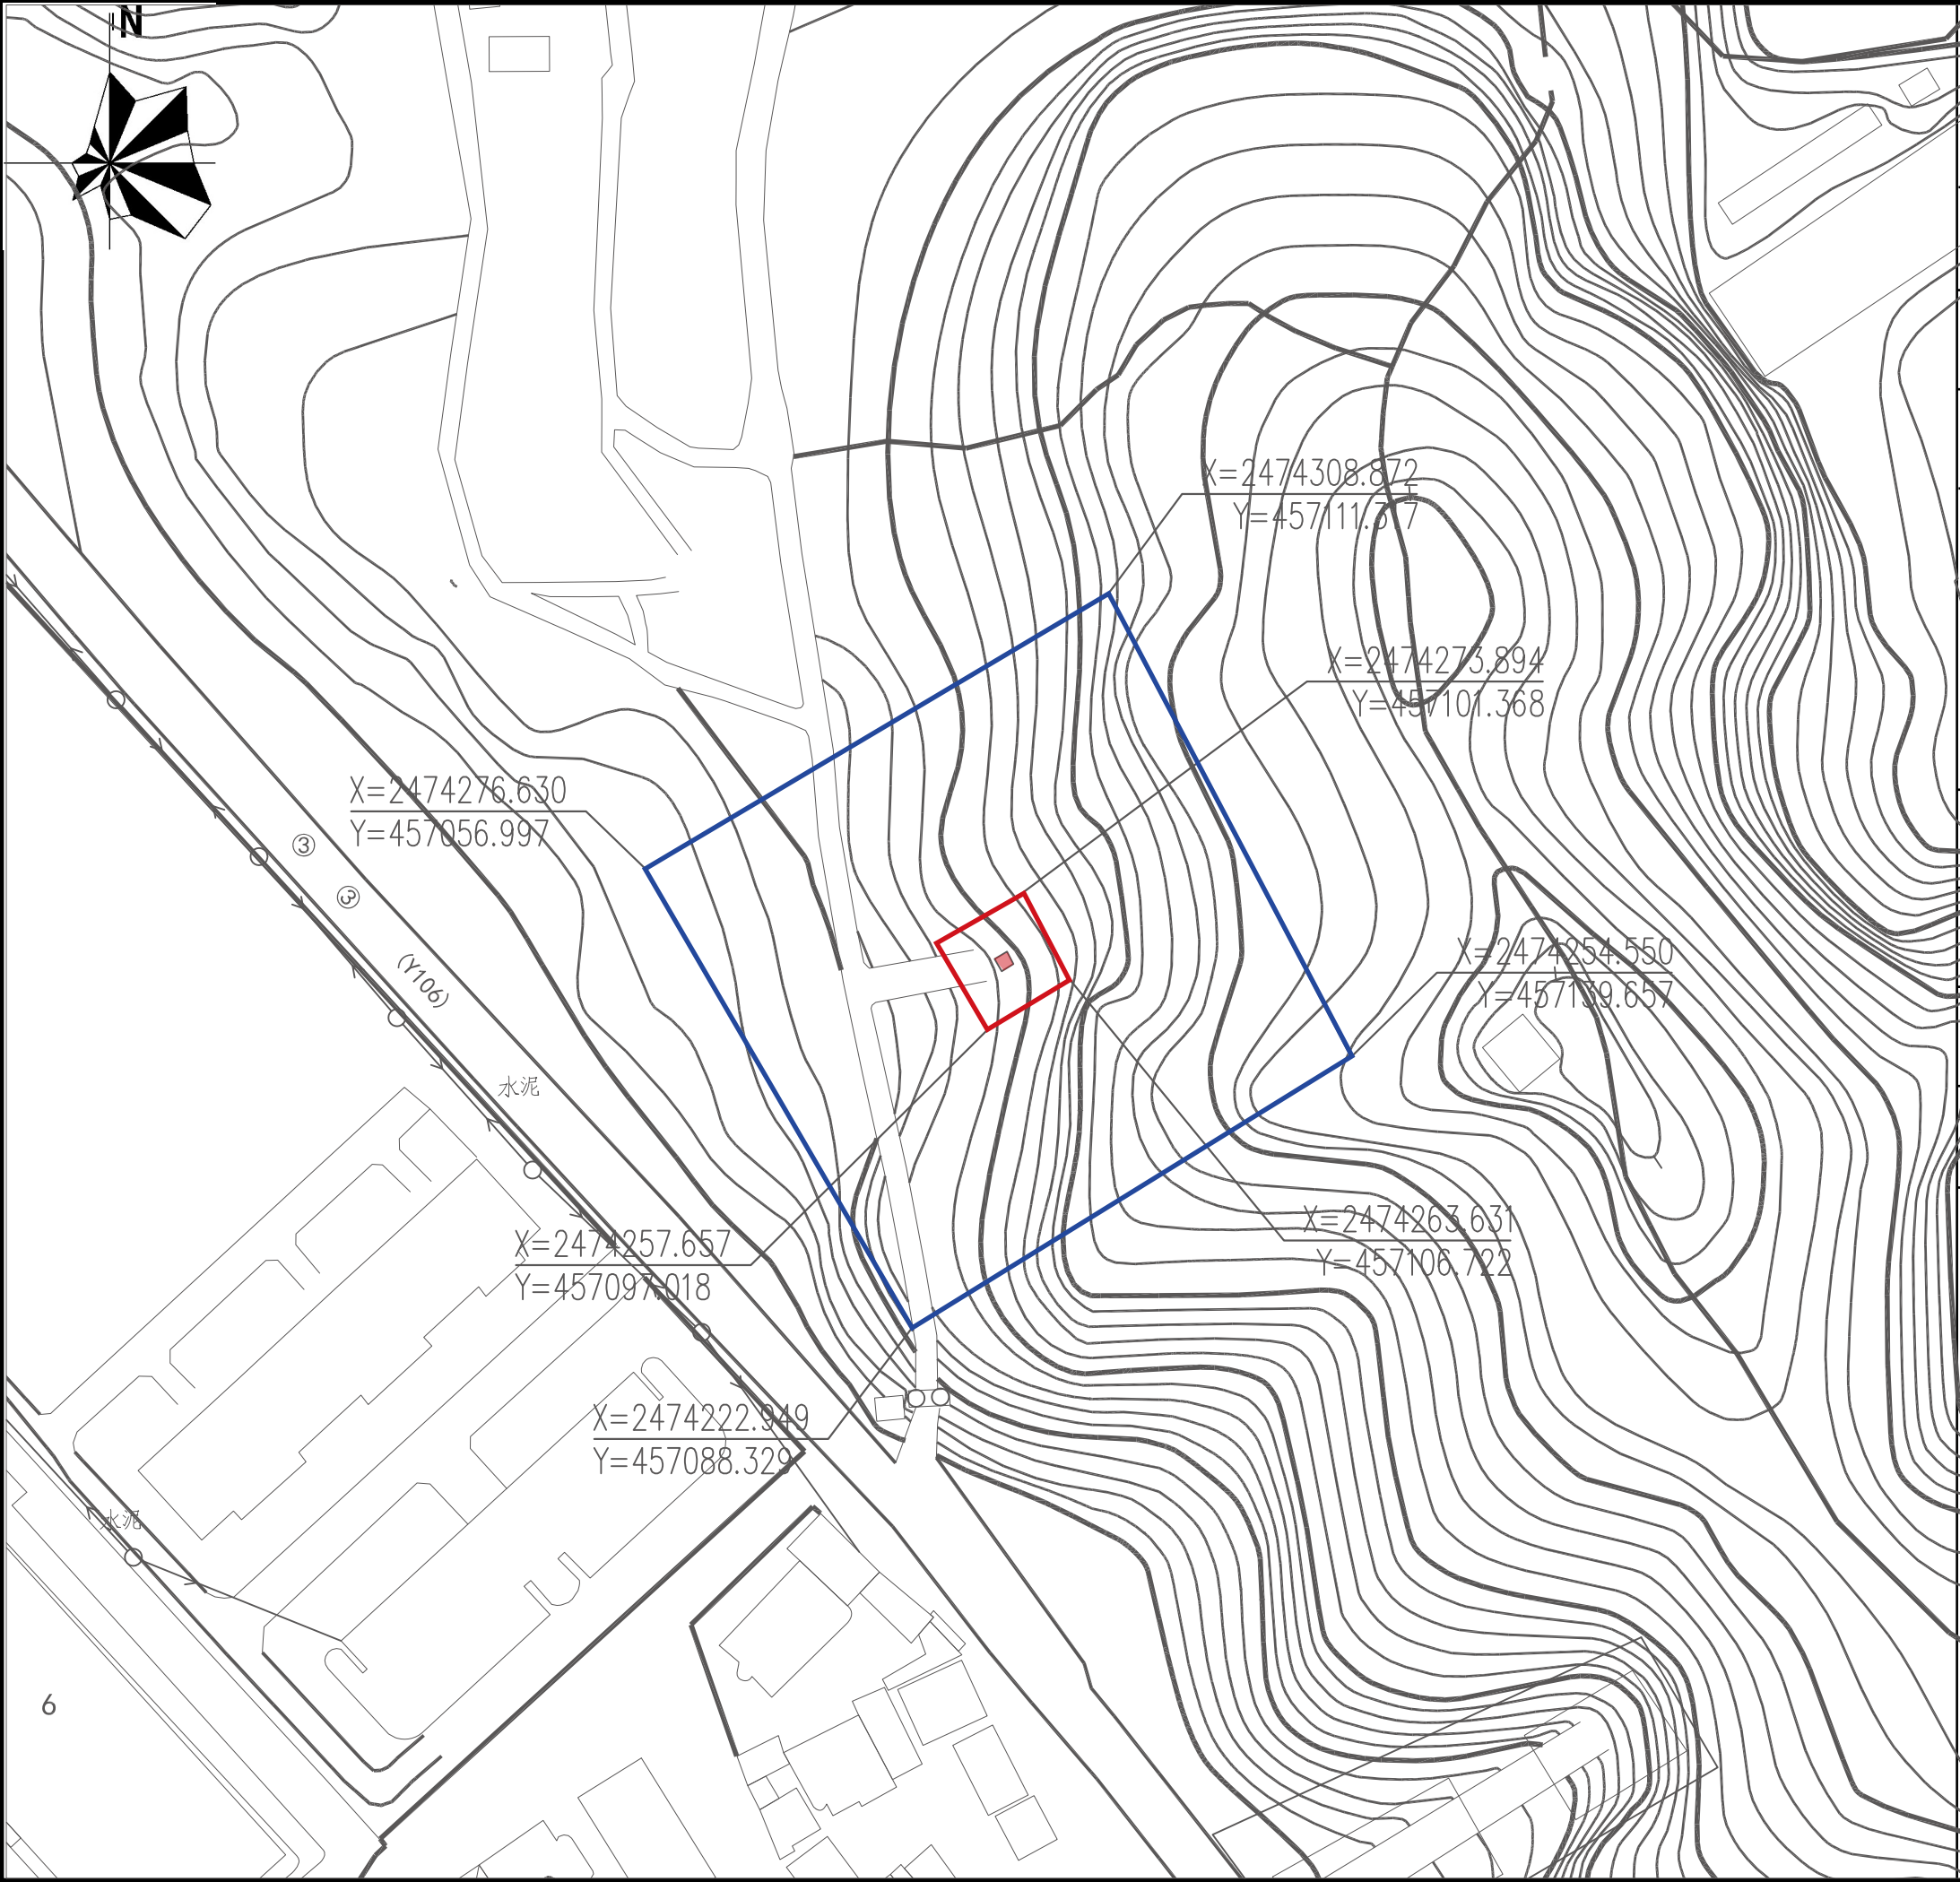 N
X=2474308.872
Y=457111.317
X=2474273.894
Y=457101.368
X=2474276.630
Y=457056.997
③
③
(Y106)
X=2474254.550
Y=457139.657
水泥
X=2474263.631
Y=457106.722
X=2474257.657
Y=457097.018
X=2474222.949
Y=457088.329
水泥
6